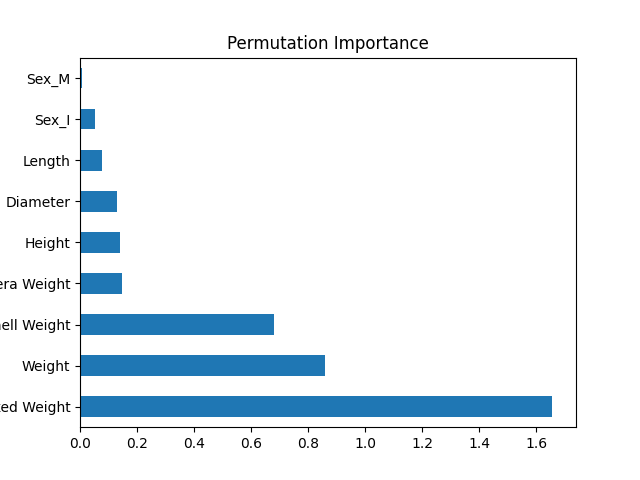 Permutation Importance
Sex_M
Sex_I
Length
Diameter
Height
era Weight
ell Weight
Weight
ed Weight
0.0 0.2 0.4 0.6 0.8 1.0 1.2 1.4 1.6